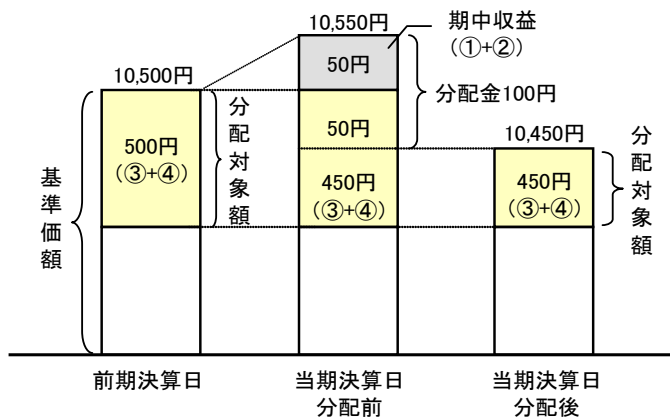 10,550円
期中収益
(①+②)
10,500円
50円
分配金100円
500円
(③+④)
分配対象額
50円
10,450円
450円
(③+④)
450円
(③+④)
分配対象額
基準価額
前期決算日
当期決算日
分配前
当期決算日
分配後